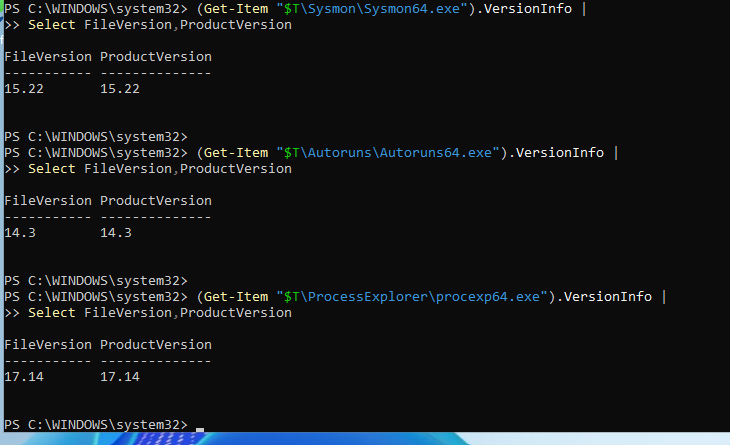 PS C:\WINDOWS\system32> (Get-Item "$T\Sysmon\Sysmon64.exe").VersionInfo |
>> Select FileVersion,ProductVersion
FileVersion ProductVersion
----------- --------------
15.22       15.22
PS C:\WINDOWS\system32>
PS C:\WINDOWS\system32> (Get-Item "$T\Autoruns\Autoruns64.exe").VersionInfo |
>> Select FileVersion,ProductVersion
FileVersion ProductVersion
----------- --------------
14.3        14.3
PS C:\WINDOWS\system32>
PS C:\WINDOWS\system32> (Get-Item "$T\ProcessExplorer\procexp64.exe").VersionInfo |
>> Select FileVersion,ProductVersion
FileVersion ProductVersion
----------- --------------
17.14       17.14
PS C:\WINDOWS\system32>